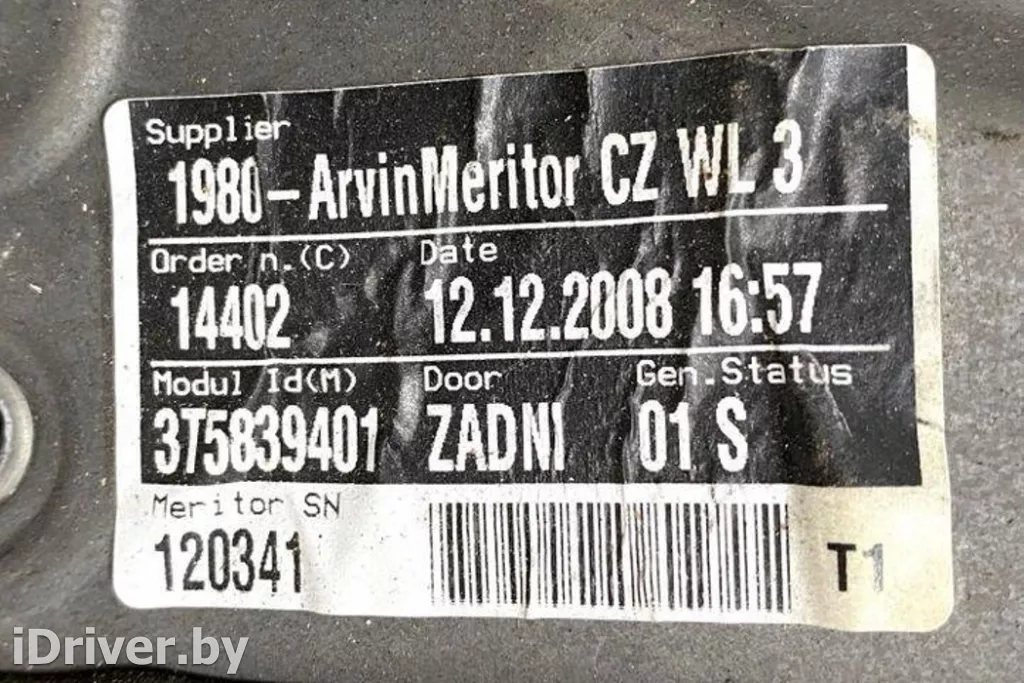 Supplier
1980-ArvinMeritor CZ WL 3
Order n.(C) Date
14402 12.12.2008 16:57
Modul Id(M) Door Gen.Status
3T5839401 ZADNI 01 S
Meritor SN
120341 T1
iDriver.by